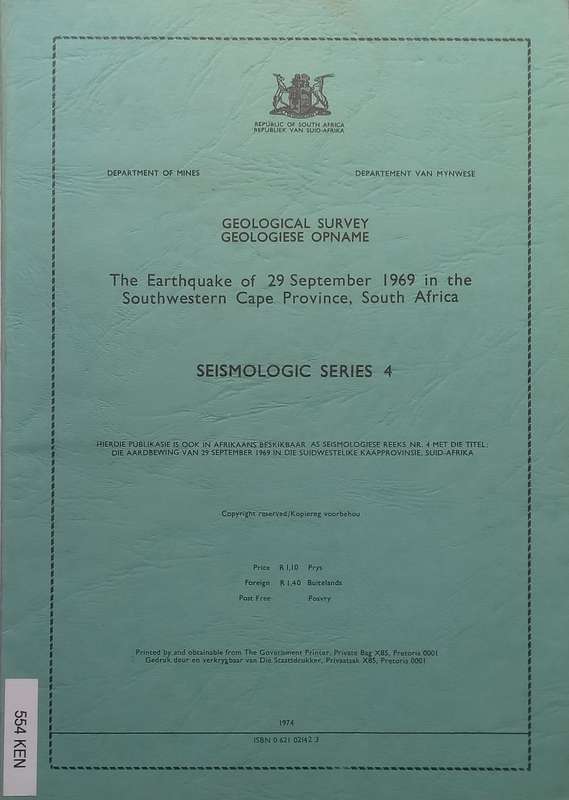 REPUBLIC OF SOUTH AFRICA
REPUBLIEK VAN SUID-AFRIKA
DEPARTMENT OF MINES
DEPARTEMENT VAN MYNWESE
GEOLOGICAL SURVEY
GEOLOGIESE OPNAME
The Earthquake of 29 September 1969 in the
Southwestern Cape Province, South Africa
SEISMOLOGIC SERIES 4
HIERDIE PUBLIKASIE IS OOK IN AFRIKAANS BESKIKBAAR AS SEISMOLOGIESE REEKS NR. 4 MET DIE TITEL:
DIE AARDBEWING VAN 29 SEPTEMBER 1969 IN DIE SUIDWESTELIKE KAAPPROVINSIE, SUID-AFRIKA
Copyright reserved/Kopiereg voorbehou
Price R 1,10 Prys
Foreign R 1,40 Buitelands
Post Free Posvry
Printed by and obtainable from The Government Printer, Private Bag X85, Pretoria 0001
Gedruk deur en verkrygbaar van Die Staatsdrukker, Privaatsak X85, Pretoria 0001
1974
ISBN 0 621 02142 3
554 KEN